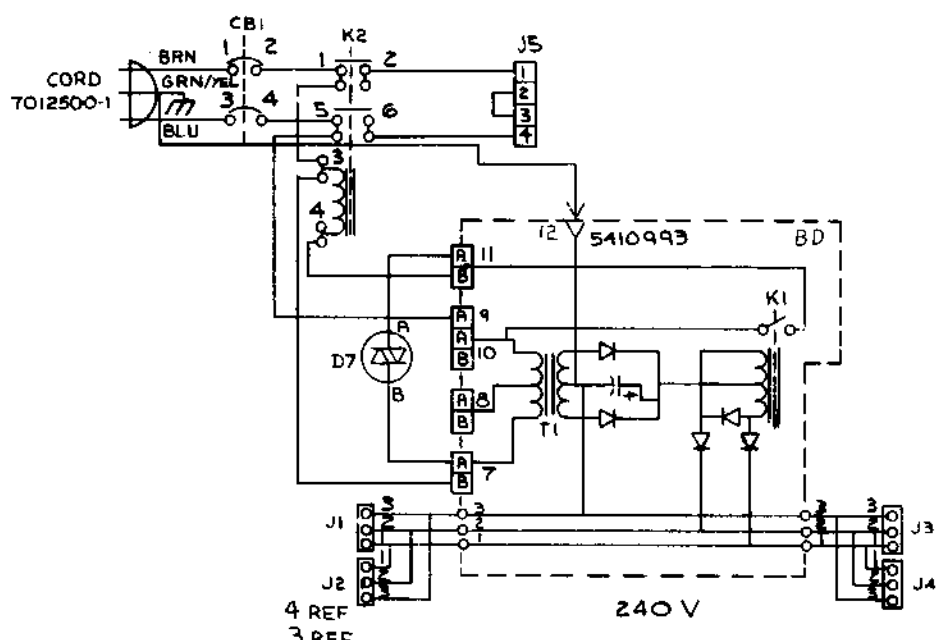 CB1
K2
J5
1 2
1 2
BRN
CORD
GRN/YEL
7012500-1
3 4
5 6
BLU
1
2
3
4
3
4
12
5410993
BD
A 11
B
K1
A 9
A
B 10
D7
A
B
A 8
B
T1
+
A 7
B
J1
3
2
1
J3
J2
J4
4 REF
3 REF
240 V